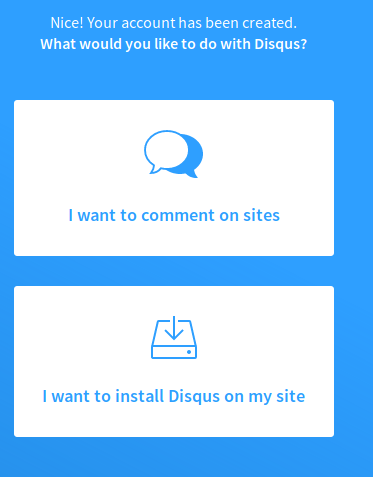 Nice! Your account has been created.
What would you like to do with Disqus?
I want to comment on sites
I want to install Disqus on my site